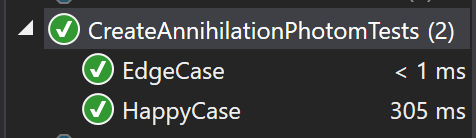 CreateAnnihilationPhotomTests (2)
EdgeCase < 1 ms
HappyCase 305 ms